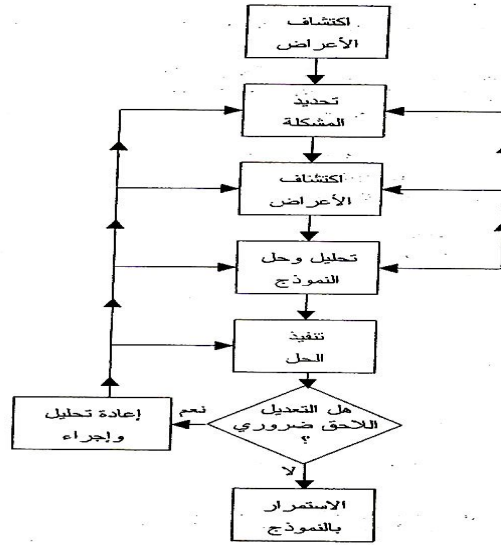 اكتشاف
الأعراض
تحديد
المشكلة
اكتشاف
الأعراض
تحليل وحل
النموذج
تنفيذ
الحل
هل التعديل
اللاحق ضروري
؟
نعم
إعادة تحليل
وإجراء
لا
الاستمرار
بالنموذج